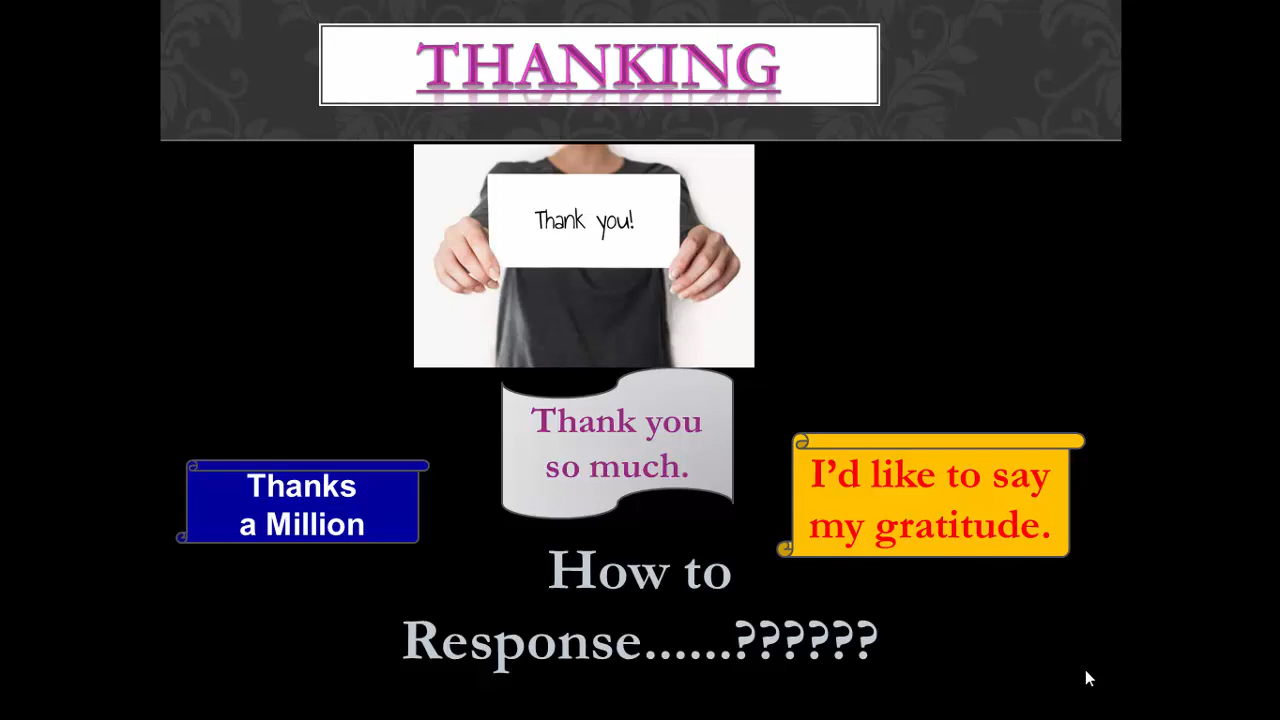 THANKING
Thank you!
Thank you
so much.
Thanks
a Million
I'd like to say
my gratitude.
How to
Response......??????